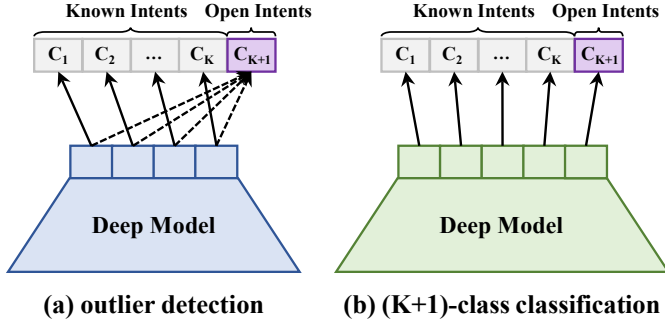 Known Intents Open Intents
C1 C2 ... CK CK+1
Deep Model
(a) outlier detection
Known Intents Open Intents
C1 C2 ... CK CK+1
Deep Model
(b) (K+1)-class classification